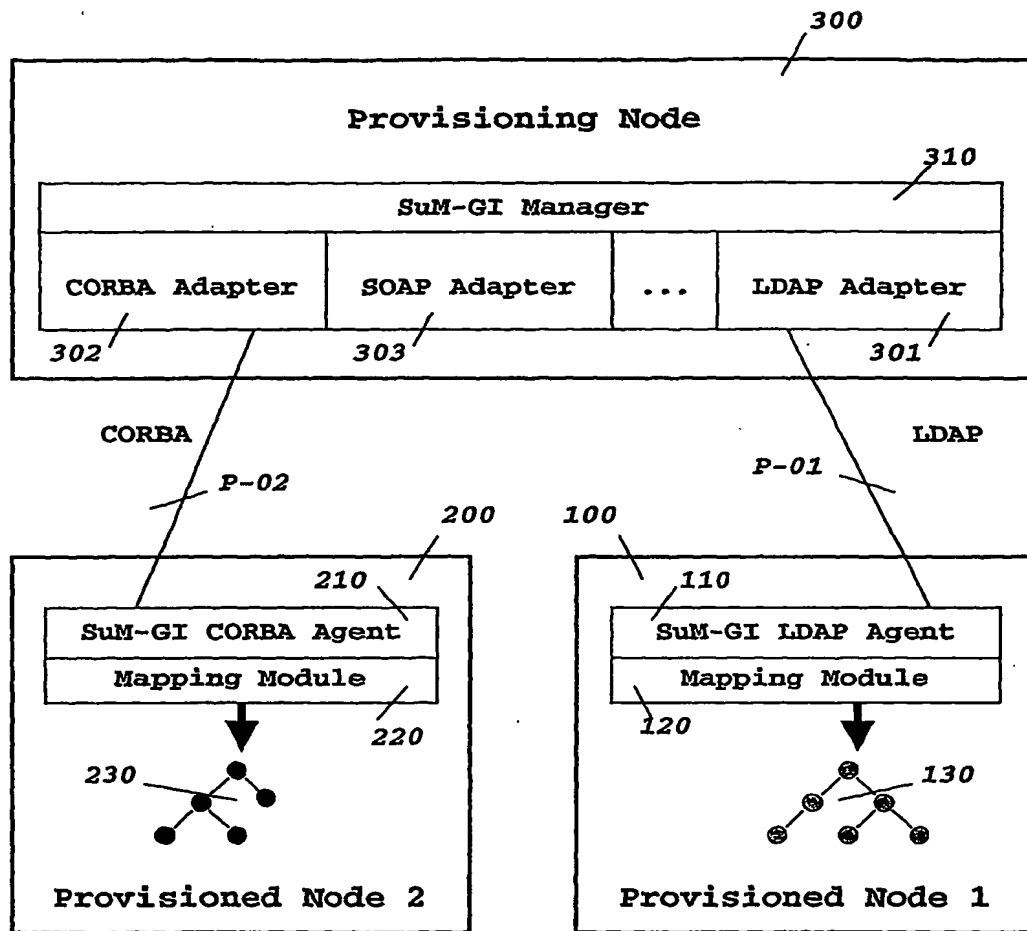 300
Provisioning Node
310
SuM-GI Manager
CORBA Adapter
SOAP Adapter
...
LDAP Adapter
302
303
301
CORBA
LDAP
P-02
P-01
200
100
210
110
SuM-GI CORBA Agent
SuM-GI LDAP Agent
Mapping Module
Mapping Module
220
120
230
130
Provisioned Node 2
Provisioned Node 1